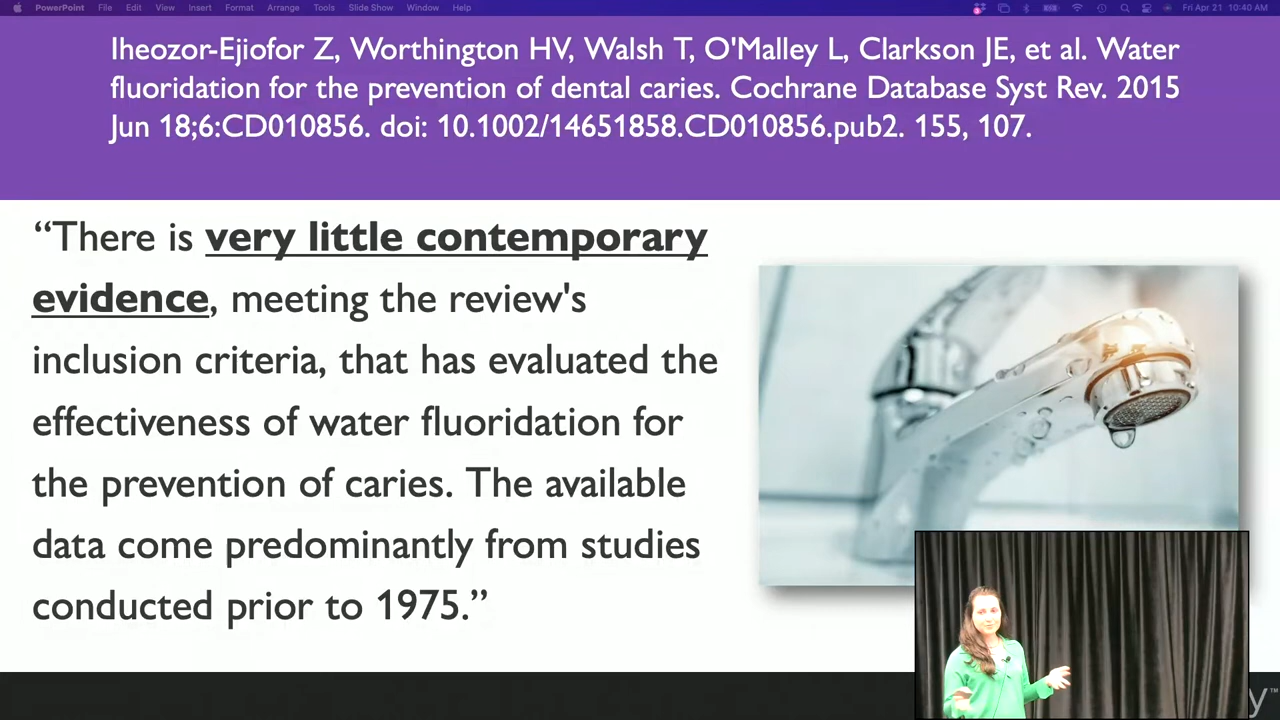 PowerPoint File Edit View Insert Format Arrange Tools Slide Show Window Help Fri Apr 21 10:40 AM
Iheozor-Ejiofor Z, Worthington HV, Walsh T, O'Malley L, Clarkson JE, et al. Water
fluoridation for the prevention of dental caries. Cochrane Database Syst Rev. 2015
Jun 18;6:CD010856. doi: 10.1002/14651858.CD010856.pub2. 155, 107.
“There is very little contemporary
evidence, meeting the review's
inclusion criteria, that has evaluated the
effectiveness of water fluoridation for
the prevention of caries. The available
data come predominantly from studies
conducted prior to 1975.”